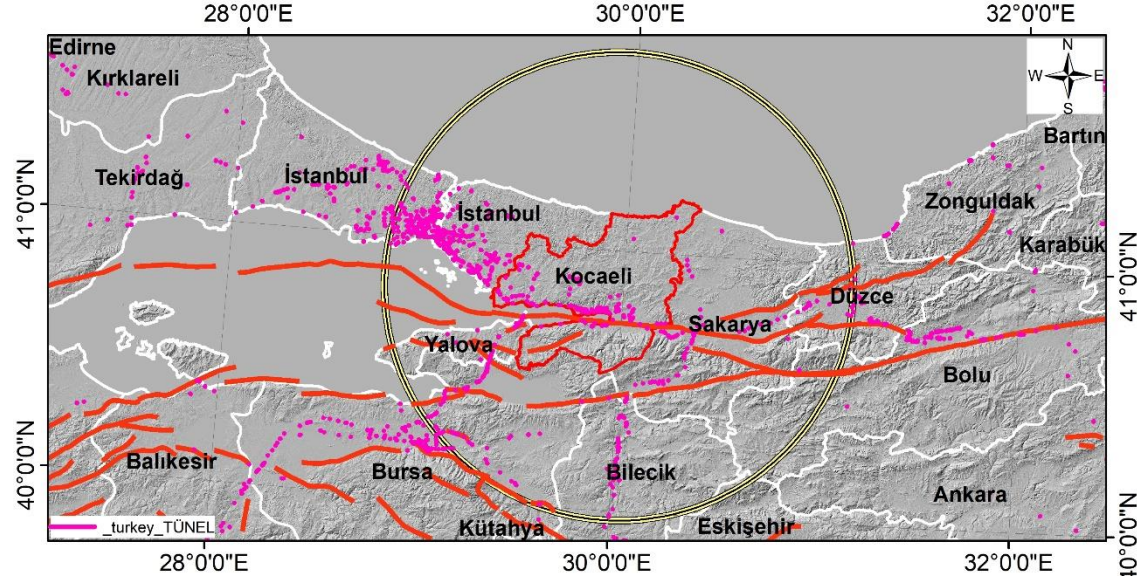 28°0'0"E 30°0'0"E 32°0'0"E
Edirne
Kırklareli
N
W E
S
Bartın
Tekirdağ
İstanbul
İstanbul
Zonguldak
41°0'0"N
Karabük
Kocaeli
41°0'0"N
Düzce
Sakarya
Yalova
Bolu
40°0'0"N
Balıkesir
Bursa
Bilecik
Ankara
_turkey_TÜNEL
Kütahya
Eskişehir
40°0'0"N
28°0'0"E 30°0'0"E 32°0'0"E